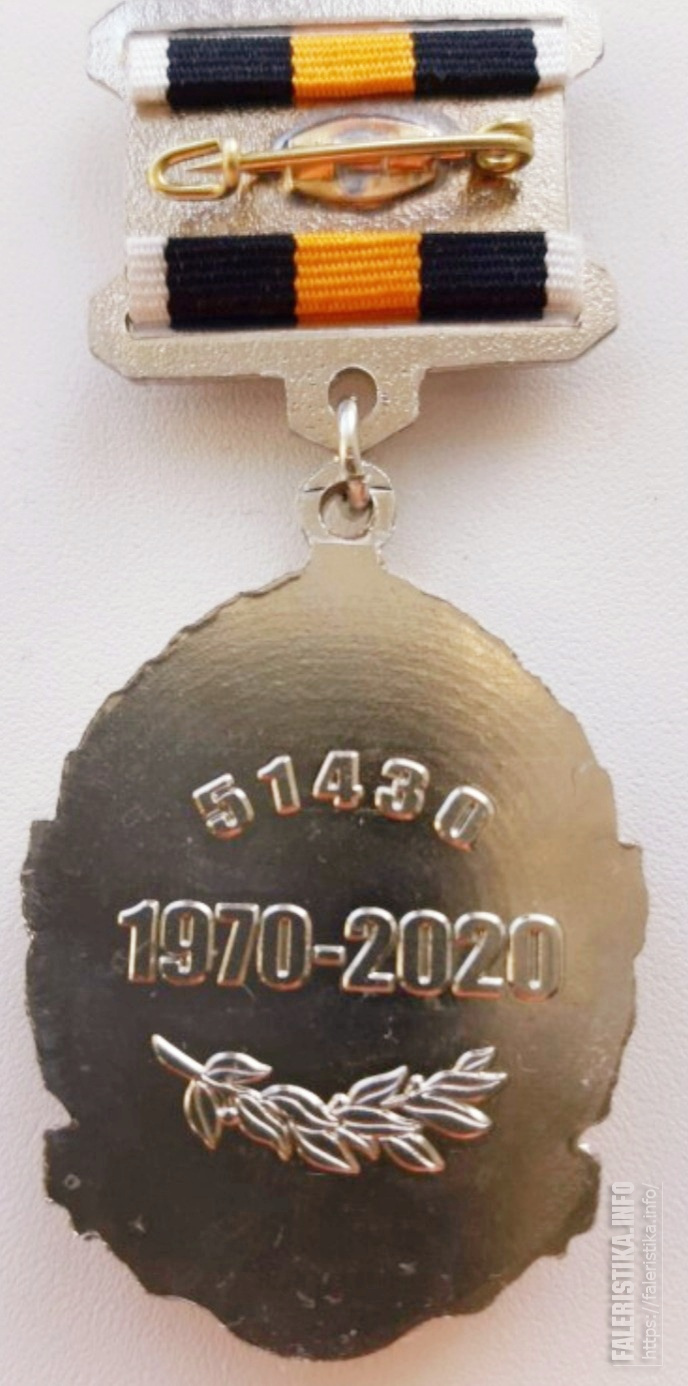 51430
1970-2020
FALERISTIKA.INFO
https://faleristika.info/